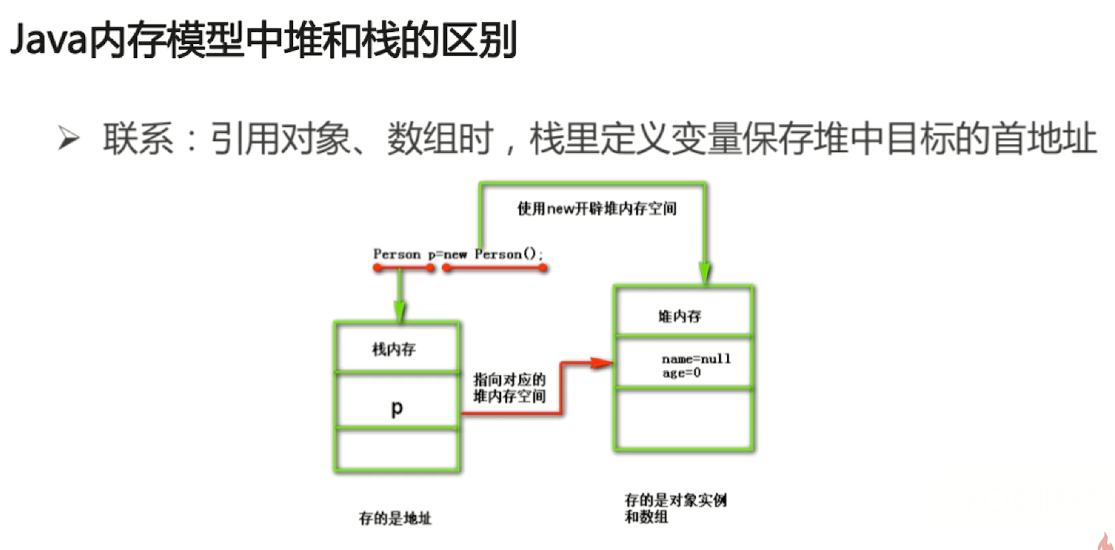 Java内存模型中堆和栈的区别
➢ 联系：引用对象、数组时，栈里定义变量保存堆中目标的首地址
使用new开辟堆内存空间
Person p=new Person();
堆内存
栈内存
name=null
age=0
指向对应的
堆内存空间
p
存的是对象实例
和数组
存的是地址